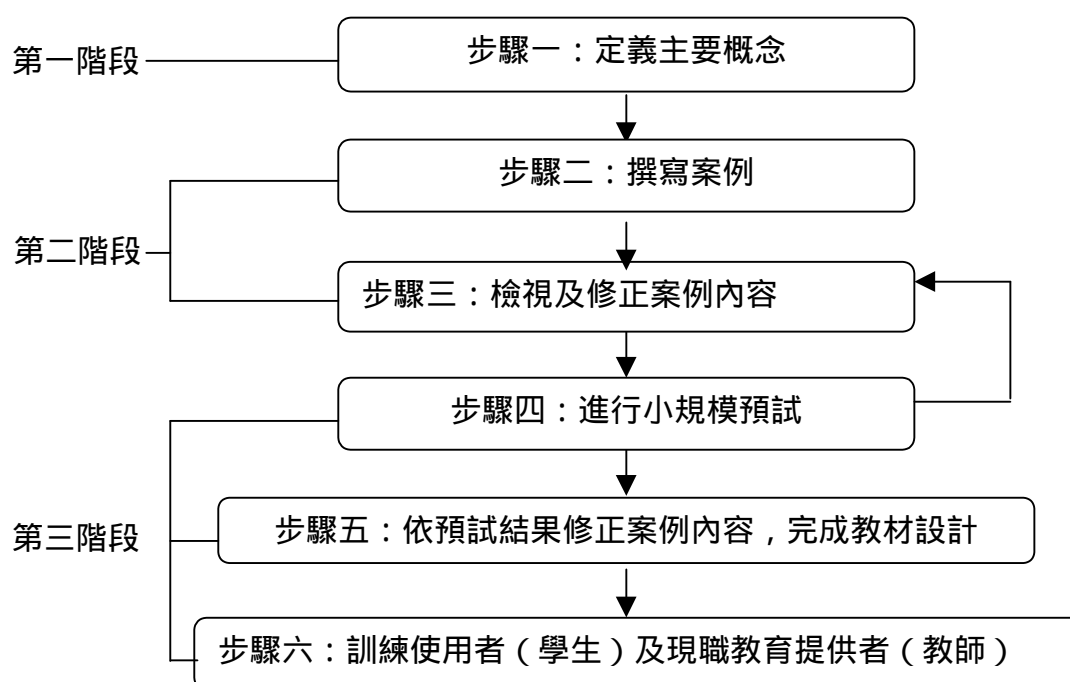 第一階段
步驟一：定義主要概念
步驟二：撰寫案例
第二階段
步驟三：檢視及修正案例內容
步驟四：進行小規模預試
第三階段
步驟五：依預試結果修正案例內容，完成教材設計
步驟六：訓練使用者（學生）及現職教育提供者（教師）